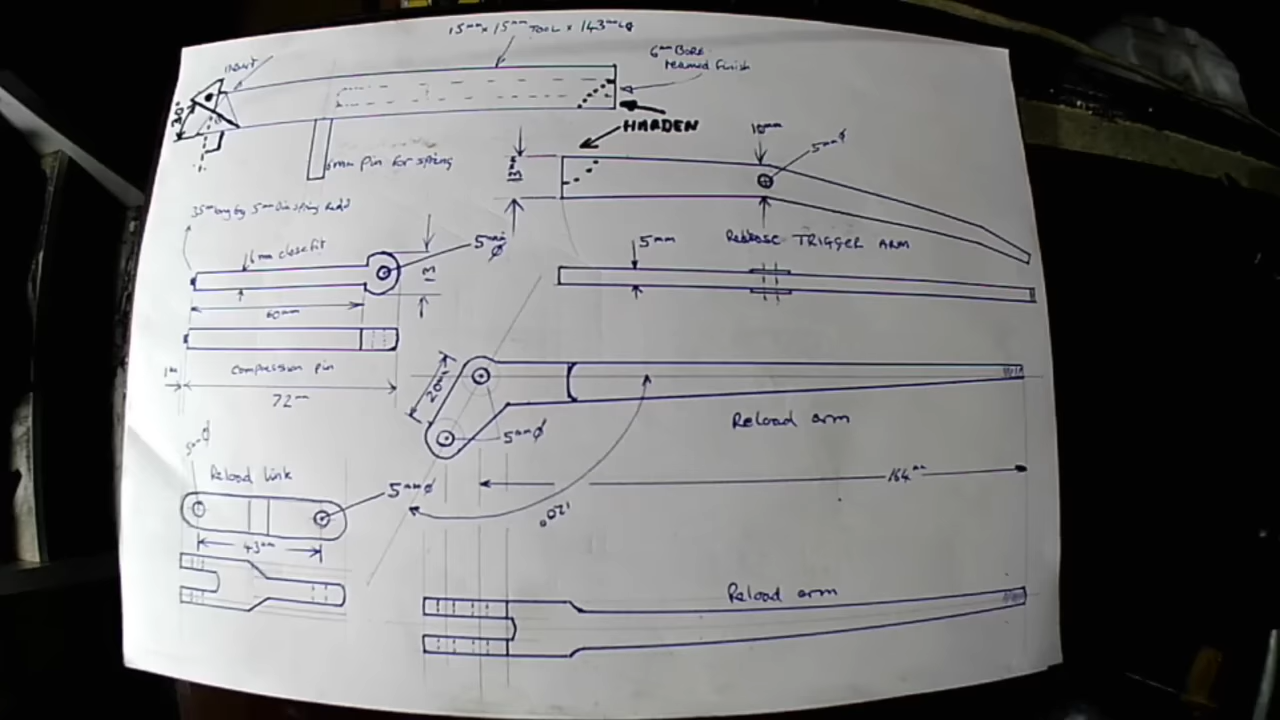 15mm x 15mm TOOL x 143mm LG
insert
6mm BORE
reamed Finish
30°
HARDEN
6mm pin for spring
10mm
5mm ø
13mm
RELEASE TRIGGER ARM
35mm long by 5mm Dia spring
6mm close fit
5mm ø
13
5mm
60mm
1mm
compression pin
72mm
20mm
5mm ø
Reload arm
164mm
120°
5mm ø
Reload link
5mm ø
43mm
Reload arm